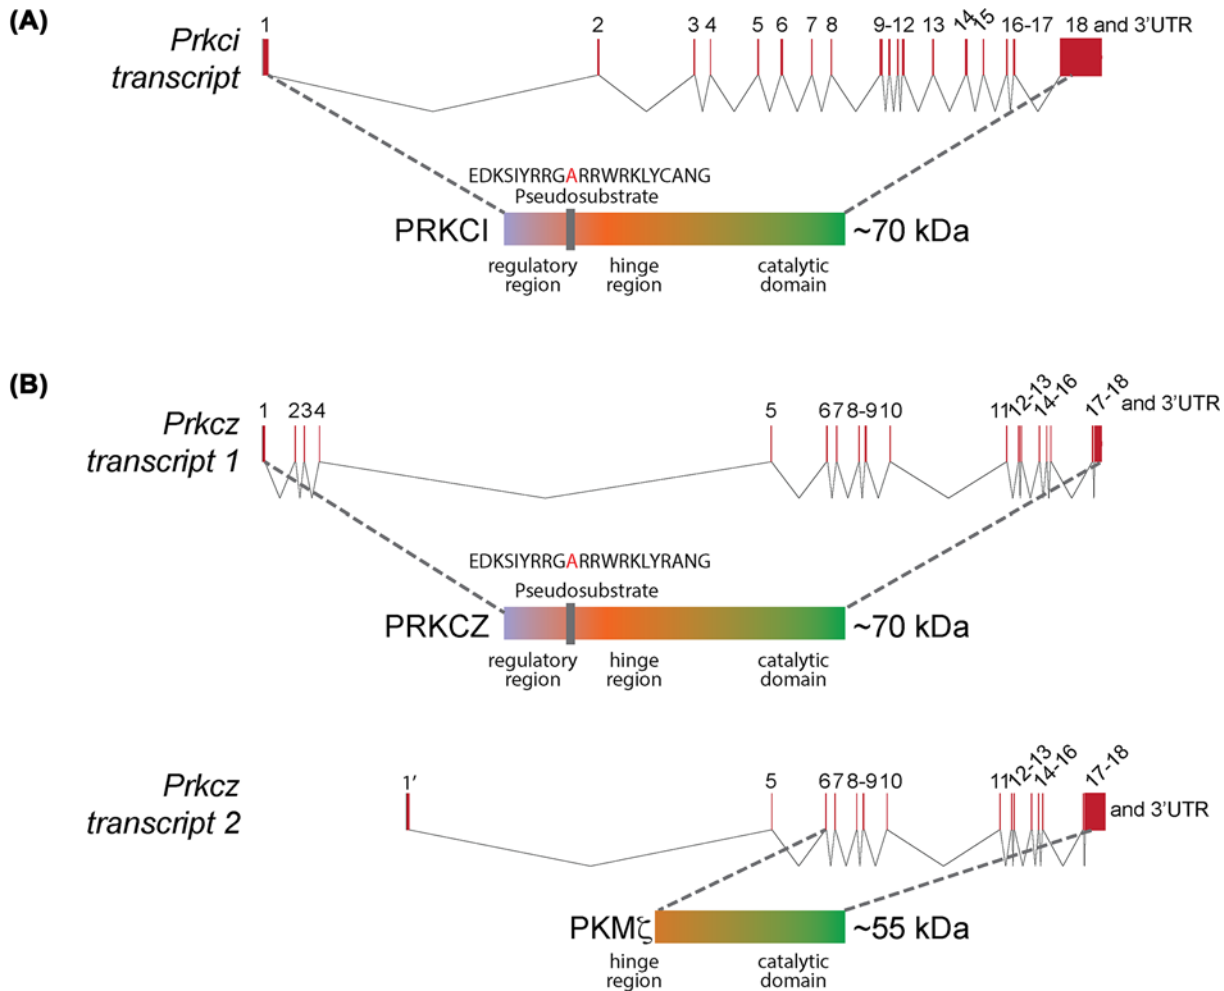 (A)
Prkci
transcript
1 2 3 4 5 6 7 8 9-12 13 14 15 16-17 18 and 3'UTR
EDKSIYRRGARRWRKLYCANG
Pseudosubstrate
PRKCI ~70 kDa
regulatory hinge catalytic
region region domain
(B)
Prkcz
transcript 1
1 2 3 4 5 6 7 8-9 10 11 12-13 14-16 17-18 and 3'UTR
EDKSIYRRGARRWRKLYRANG
Pseudosubstrate
PRKCZ ~70 kDa
regulatory hinge catalytic
region region domain
Prkcz
transcript 2
1' 5 6 7 8-9 10 11 12-13 14-16 17-18 and 3'UTR
PKMζ ~55 kDa
hinge catalytic
region domain